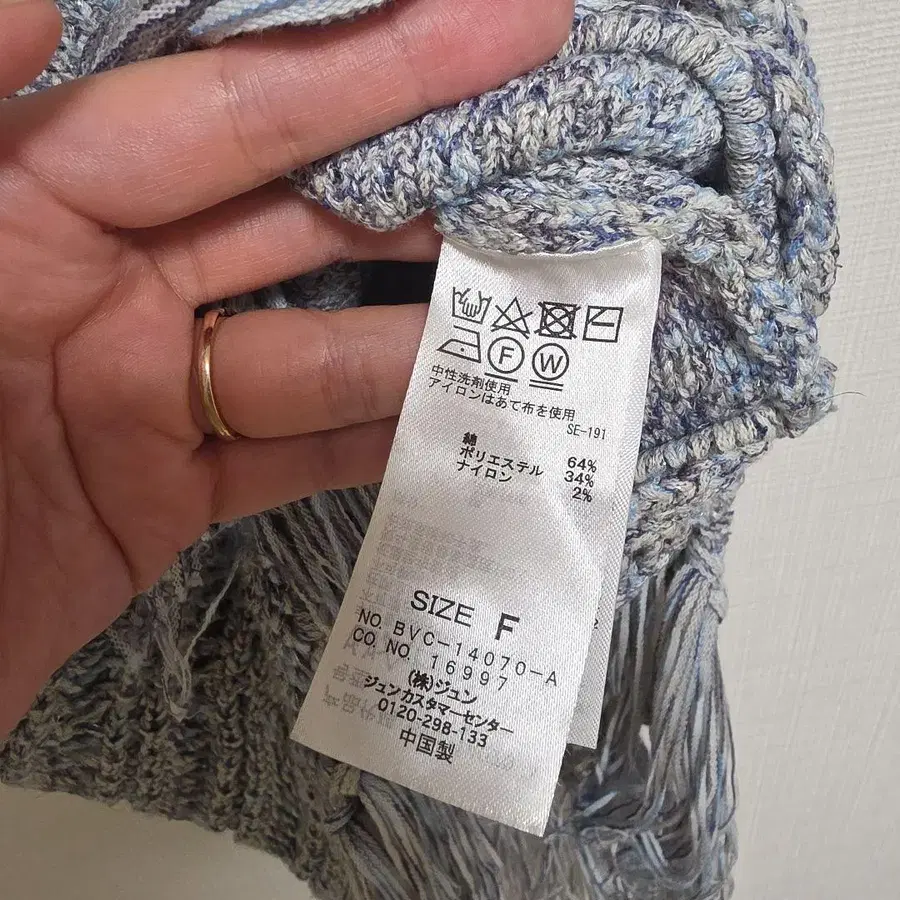 F W
中性洗剤使用
アイロンはあて布を使用
SE-191
綿 64%
ポリエステル 34%
ナイロン 2%
SIZE F
NO. BVC-14070-A
CO. NO. 16997
(株)ジュン
ジュンカスタマーセンター
0120-298-133
中国製